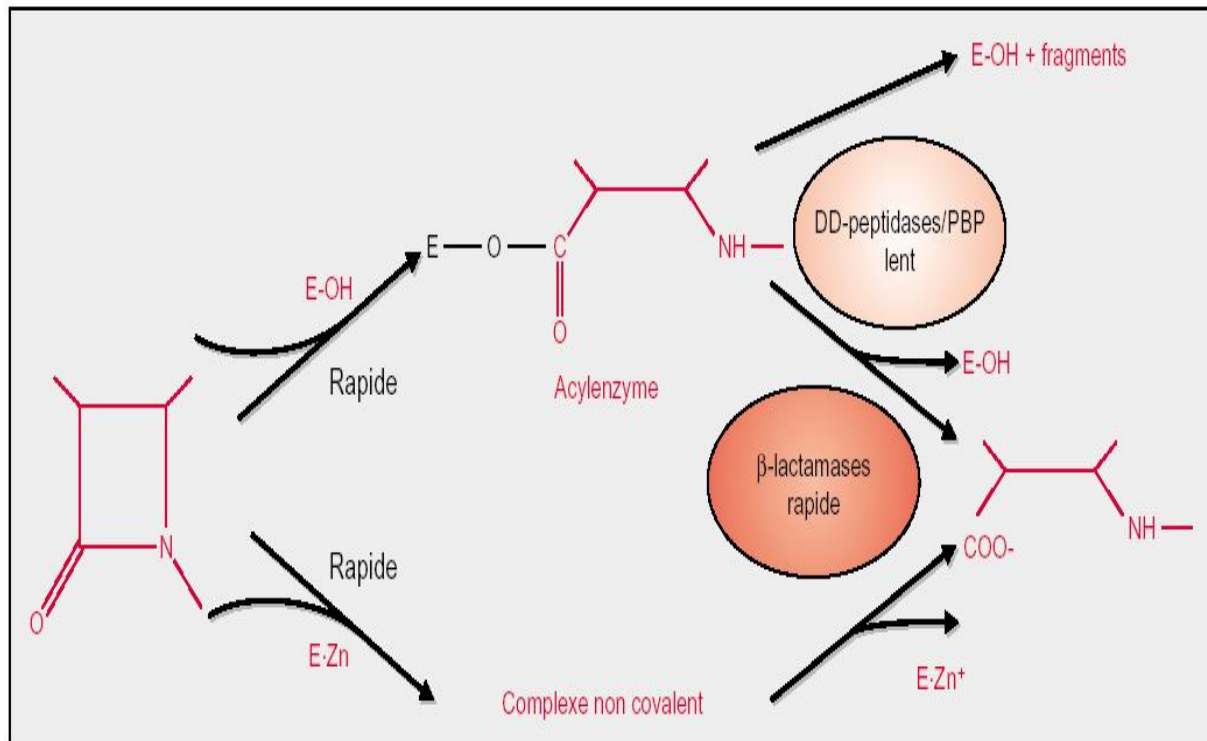 E-OH + fragments
DD-peptidases/PBP
lent
E — O — C
NH
O
Acylenzyme
E-OH
Rapide
E-OH
β-lactamases
rapide
N
O
Rapide
E·Zn
Complexe non covalent
COO-
NH
E·Zn⁺